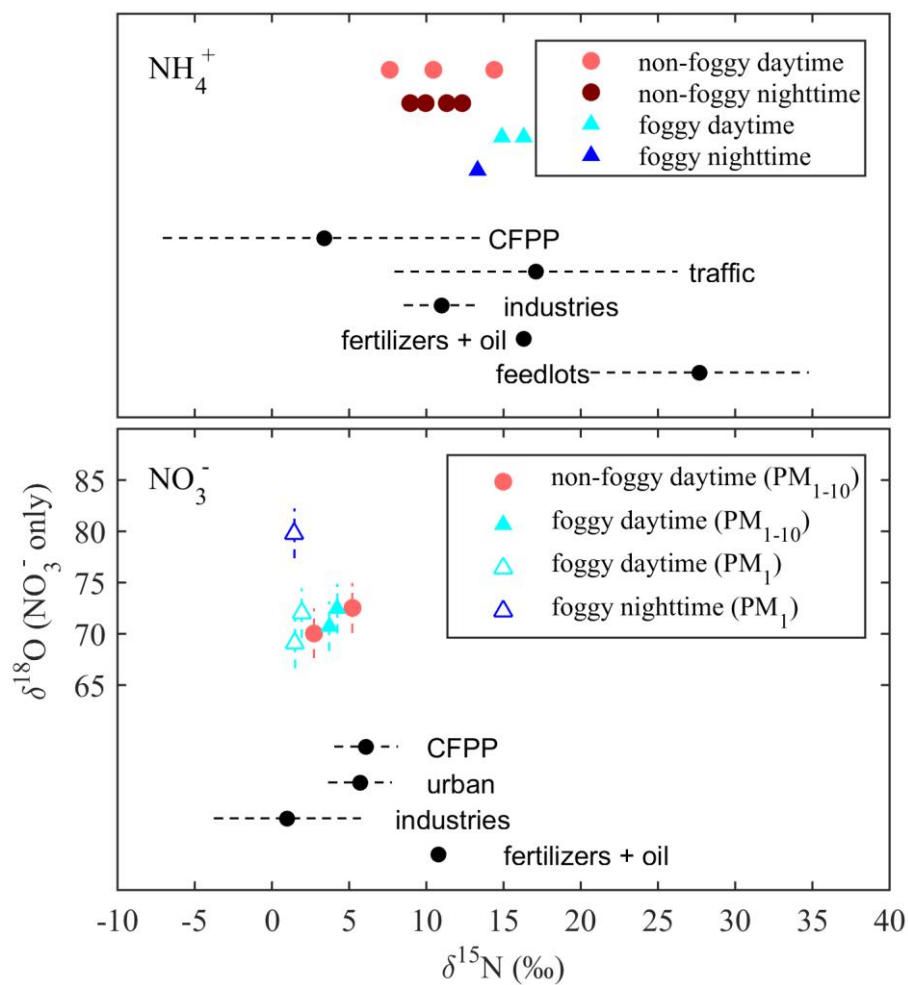 NH₄⁺
non-foggy daytime
non-foggy nighttime
foggy daytime
foggy nighttime
CFPP
traffic
industries
fertilizers + oil
feedlots
NO₃⁻
non-foggy daytime (PM₁₋₁₀)
foggy daytime (PM₁₋₁₀)
foggy daytime (PM₁)
foggy nighttime (PM₁)
85
80
75
70
65
δ¹⁸O (NO₃⁻ only)
CFPP
urban
industries
fertilizers + oil
-10 -5 0 5 10 15 20 25 30 35 40
δ¹⁵N (‰)